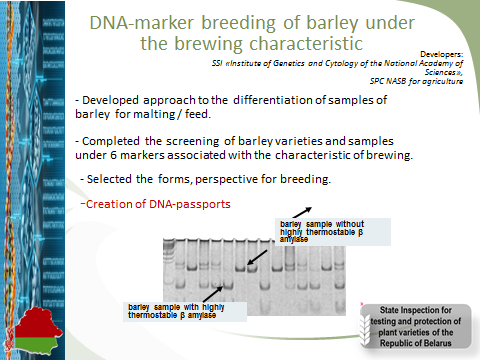 DNA-marker breeding of barley under
the brewing characteristic
Developers:
SSI «Institute of Genetics and Cytology of the National Academy of
Sciences»,
SPC NASB for agriculture
- Developed approach to the differentiation of samples of
barley for malting / feed.
- Completed the screening of barley varieties and samples
under 6 markers associated with the characteristic of brewing.
- Selected the forms, perspective for breeding.
-Creation of DNA-passports
barley sample without
highly thermostable β
amylase
barley sample with highly
thermostable β amylase
State Inspection for
testing and protection of
plant varieties of the
Republic of Belarus